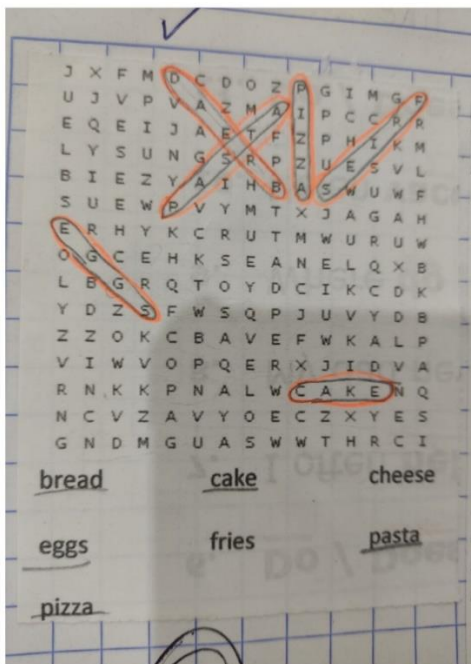 J X F M D C D O Z P G I M G F
U J V P V A Z M A I C C R R
E Q E I J A E T F Z P H I K M
L Y S U N G S R P Z U E S V L
B I E Z Y A I H B A S W U W F
S U E W P V Y M T X J A G A H
E R H Y K C R U T M W U R U W
O G C E H K S E A N E L Q X B
L B G R Q T O Y D C I K C D K
Y D Z S F W S Q P J U V Y D B
Z Z O K C B A V E F W K A L P
V I W V O P Q E R X J I D V A
R N K K P N A L W C A K E N Q
N C V Z A V Y O E C Z X Y E S
G N D M G U A S W W T H R C I
bread cake cheese
eggs fries pasta
pizza